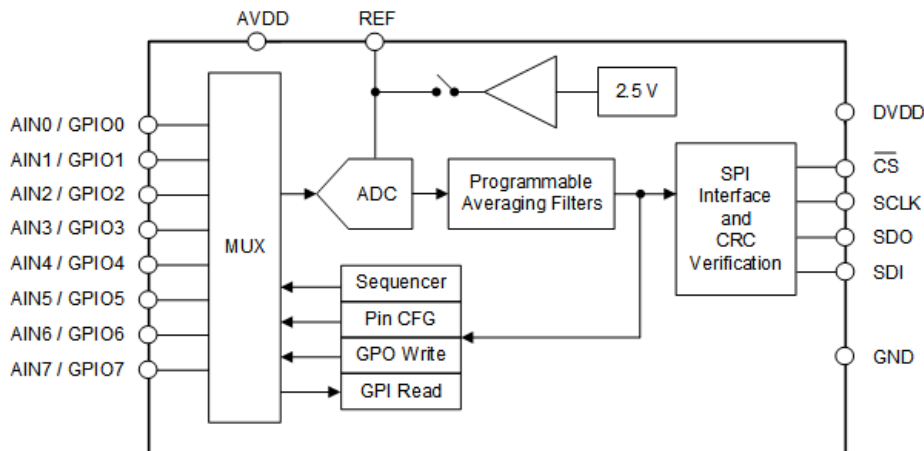 AVDD
REF
2.5 V
AIN0 / GPIO0
AIN1 / GPIO1
AIN2 / GPIO2
AIN3 / GPIO3
AIN4 / GPIO4
AIN5 / GPIO5
AIN6 / GPIO6
AIN7 / GPIO7
MUX
ADC
Programmable
Averaging Filters
Sequencer
Pin CFG
GPO Write
GPI Read
SPI
Interface
and
CRC
Verification
DVDD
CS
SCLK
SDO
SDI
GND